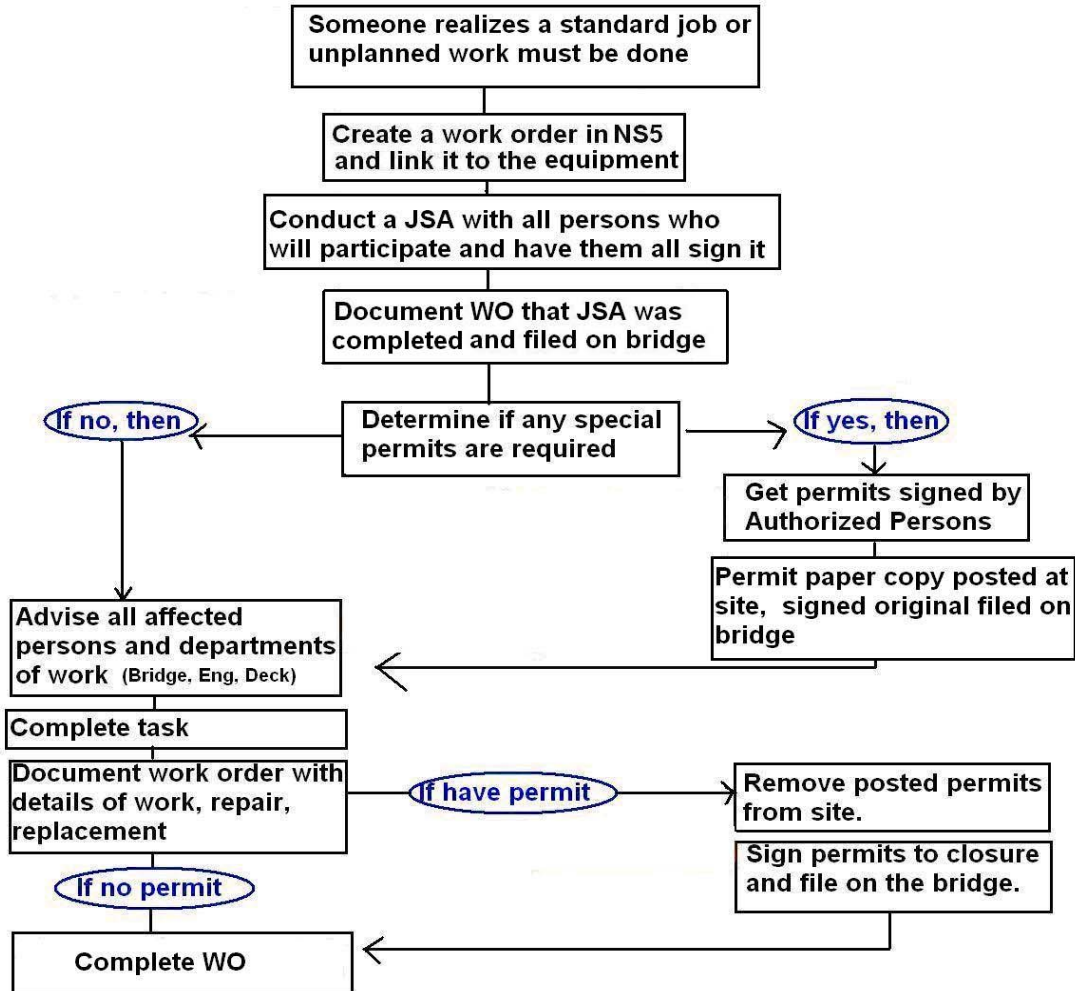 Someone realizes a standard job or
unplanned work must be done
Create a work order in NS5
and link it to the equipment
Conduct a JSA with all persons who
will participate and have them all sign it
Document WO that JSA was
completed and filed on bridge
If no, then
Determine if any special
permits are required
If yes, then
Get permits signed by
Authorized Persons
Permit paper copy posted at
site, signed original filed on
bridge
Advise all affected
persons and departments
of work (Bridge, Eng, Deck)
Complete task
Document work order with
details of work, repair,
replacement
If have permit
Remove posted permits
from site.
Sign permits to closure
and file on the bridge.
If no permit
Complete WO